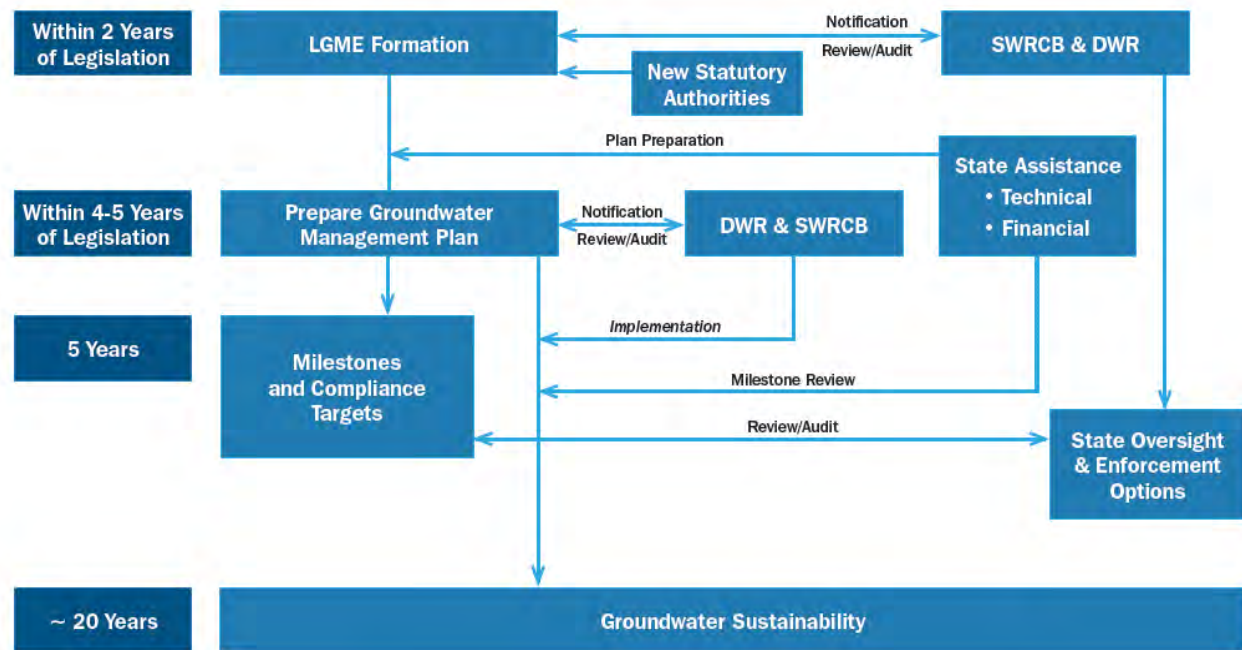 Within 2 Years
of Legislation
LGME Formation
Notification
Review/Audit
SWRCB & DWR
New Statutory
Authorities
Plan Preparation
State Assistance
• Technical
• Financial
Within 4-5 Years
of Legislation
Prepare Groundwater
Management Plan
Notification
Review/Audit
DWR & SWRCB
5 Years
Milestones
and Compliance
Targets
Implementation
Milestone Review
Review/Audit
State Oversight
& Enforcement
Options
~ 20 Years
Groundwater Sustainability